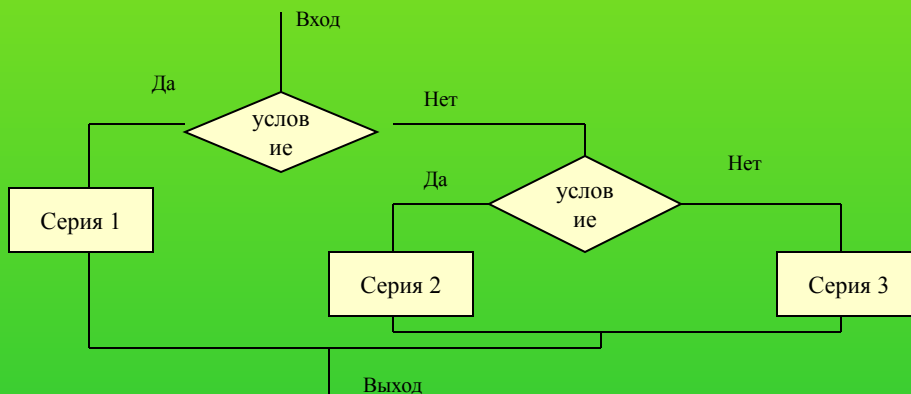 Вход
Да
Нет
услов
ие
Да
Нет
услов
ие
Серия 1
Серия 2
Серия 3
Выход